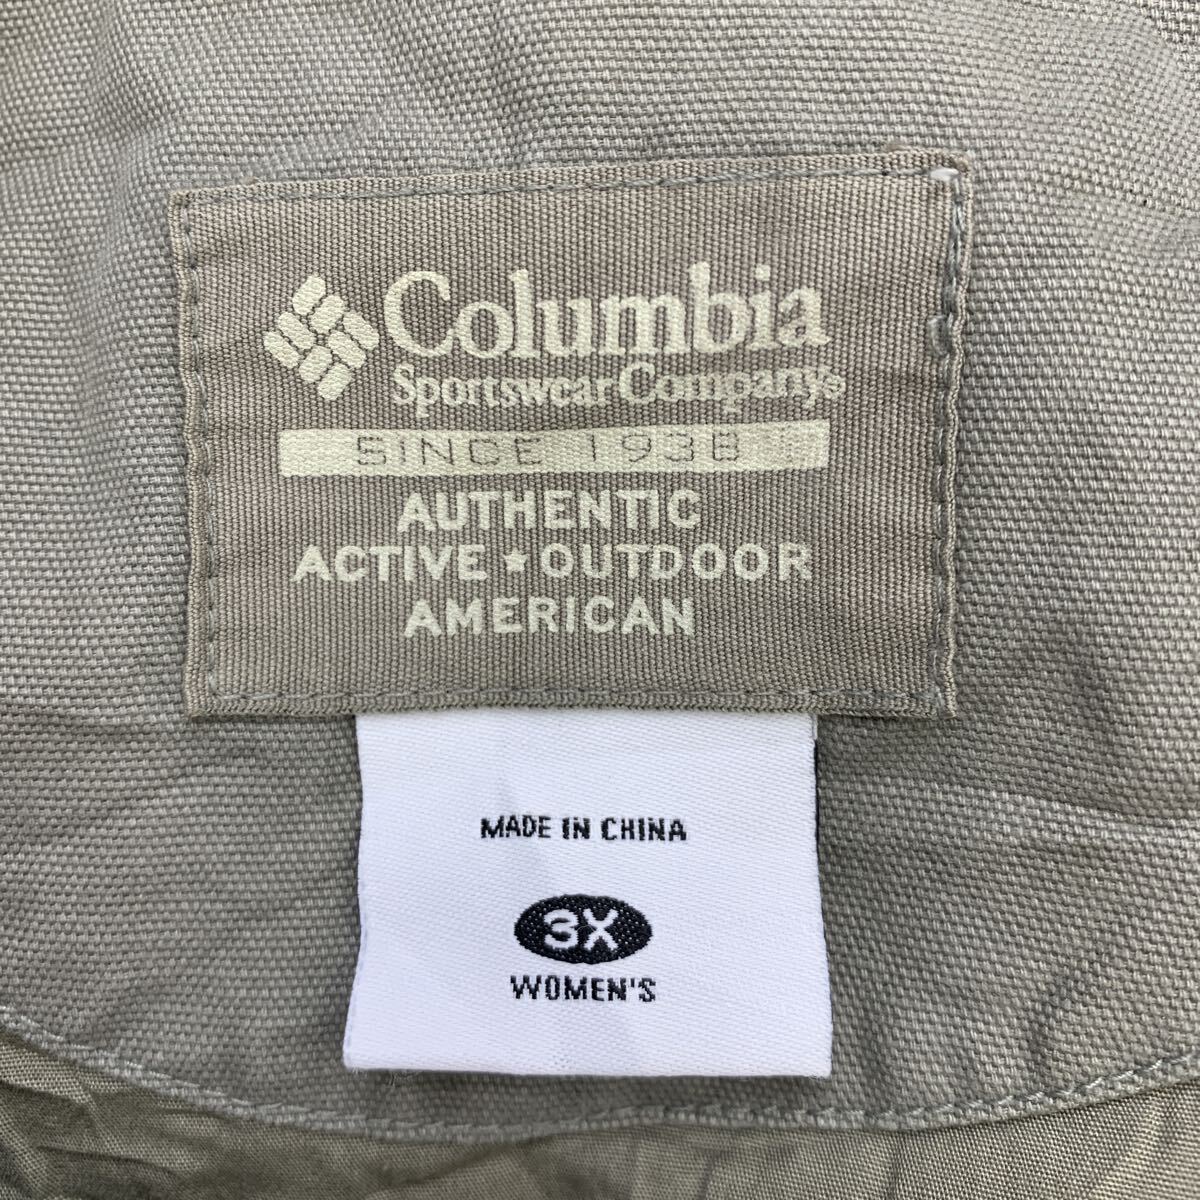 Columbia
Sportswear Company®
SINCE 1938
AUTHENTIC
ACTIVE ★ OUTDOOR
AMERICAN
MADE IN CHINA
3X
WOMEN'S